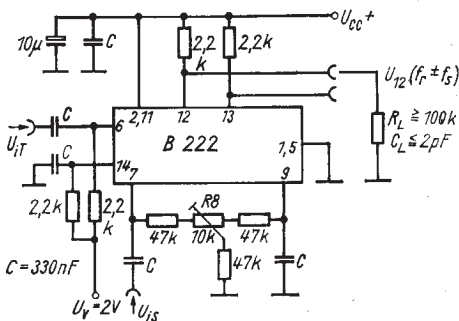 U_CC+
10µ
C
2,2
k
2,2k
U_12 (f_r ± f_s)
2,11
12
13
R_L ≧ 100k
C_L ≦ 2pF
C
6
B 222
1,5
U_iT
C
14
7
9
2,2k
2,2
k
R8
47k
10k
47k
C
47k
C
C = 330nF
U_V = 2V
U_is